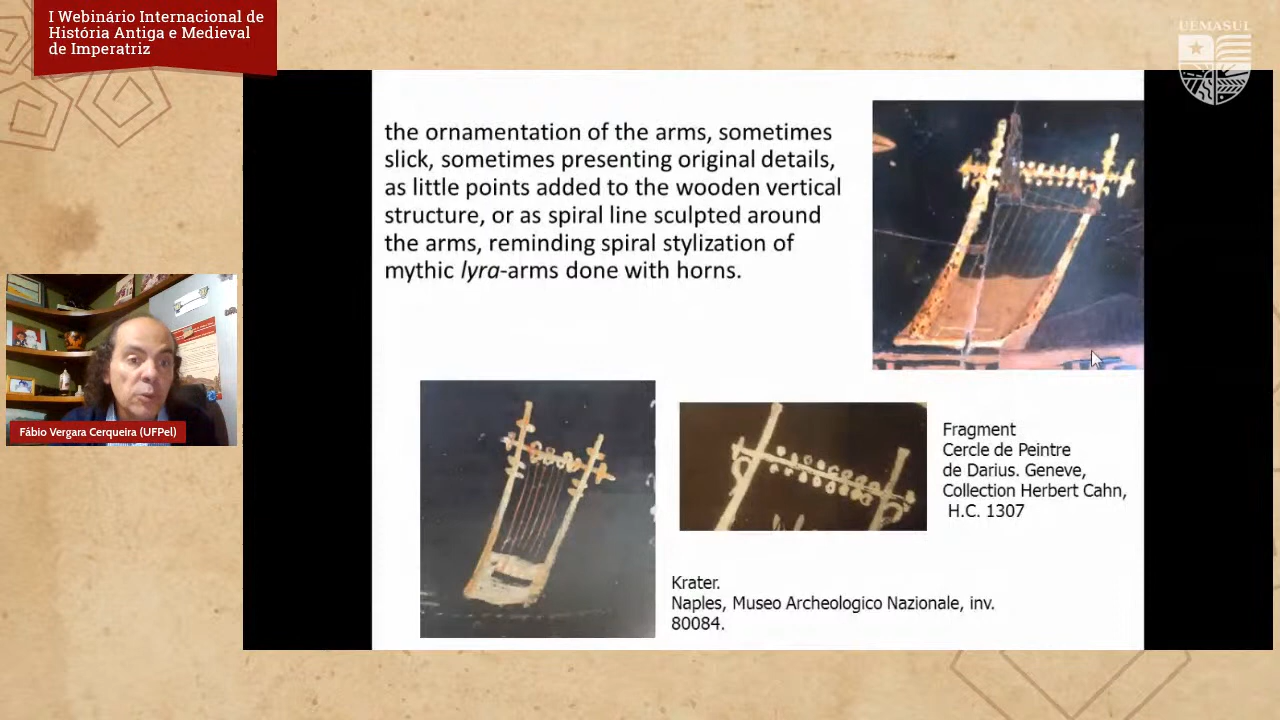 I Webinário Internacional de
História Antiga e Medieval
de Imperatriz
UEMASUL
the ornamentation of the arms, sometimes
slick, sometimes presenting original details,
as little points added to the wooden vertical
structure, or as spiral line sculpted around
the arms, reminding spiral stylization of
mythic lyra-arms done with horns.
Fábio Vergara Cerqueira (UFPel)
Fragment
Cercle de Peintre
de Darius. Geneve,
Collection Herbert Cahn,
H.C. 1307
Krater.
Naples, Museo Archeologico Nazionale, inv.
80084.